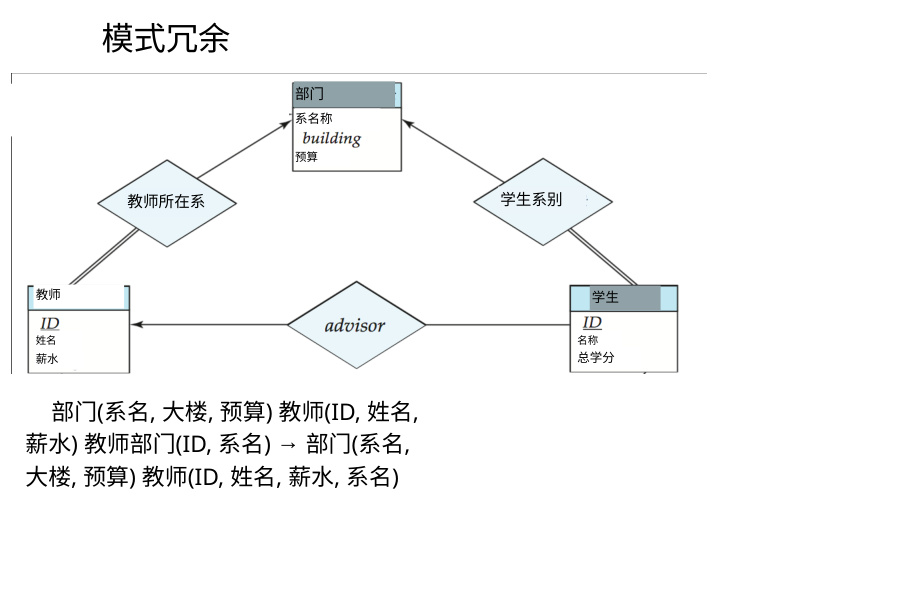 模式冗余
部门
系名称
building
预算
教师所在系
学生系别
教师
ID
姓名
薪水
advisor
学生
ID
名称
总学分
部门(系名, 大楼, 预算) 教师(ID, 姓名,
薪水) 教师部门(ID, 系名) → 部门(系名,
大楼, 预算) 教师(ID, 姓名, 薪水, 系名)